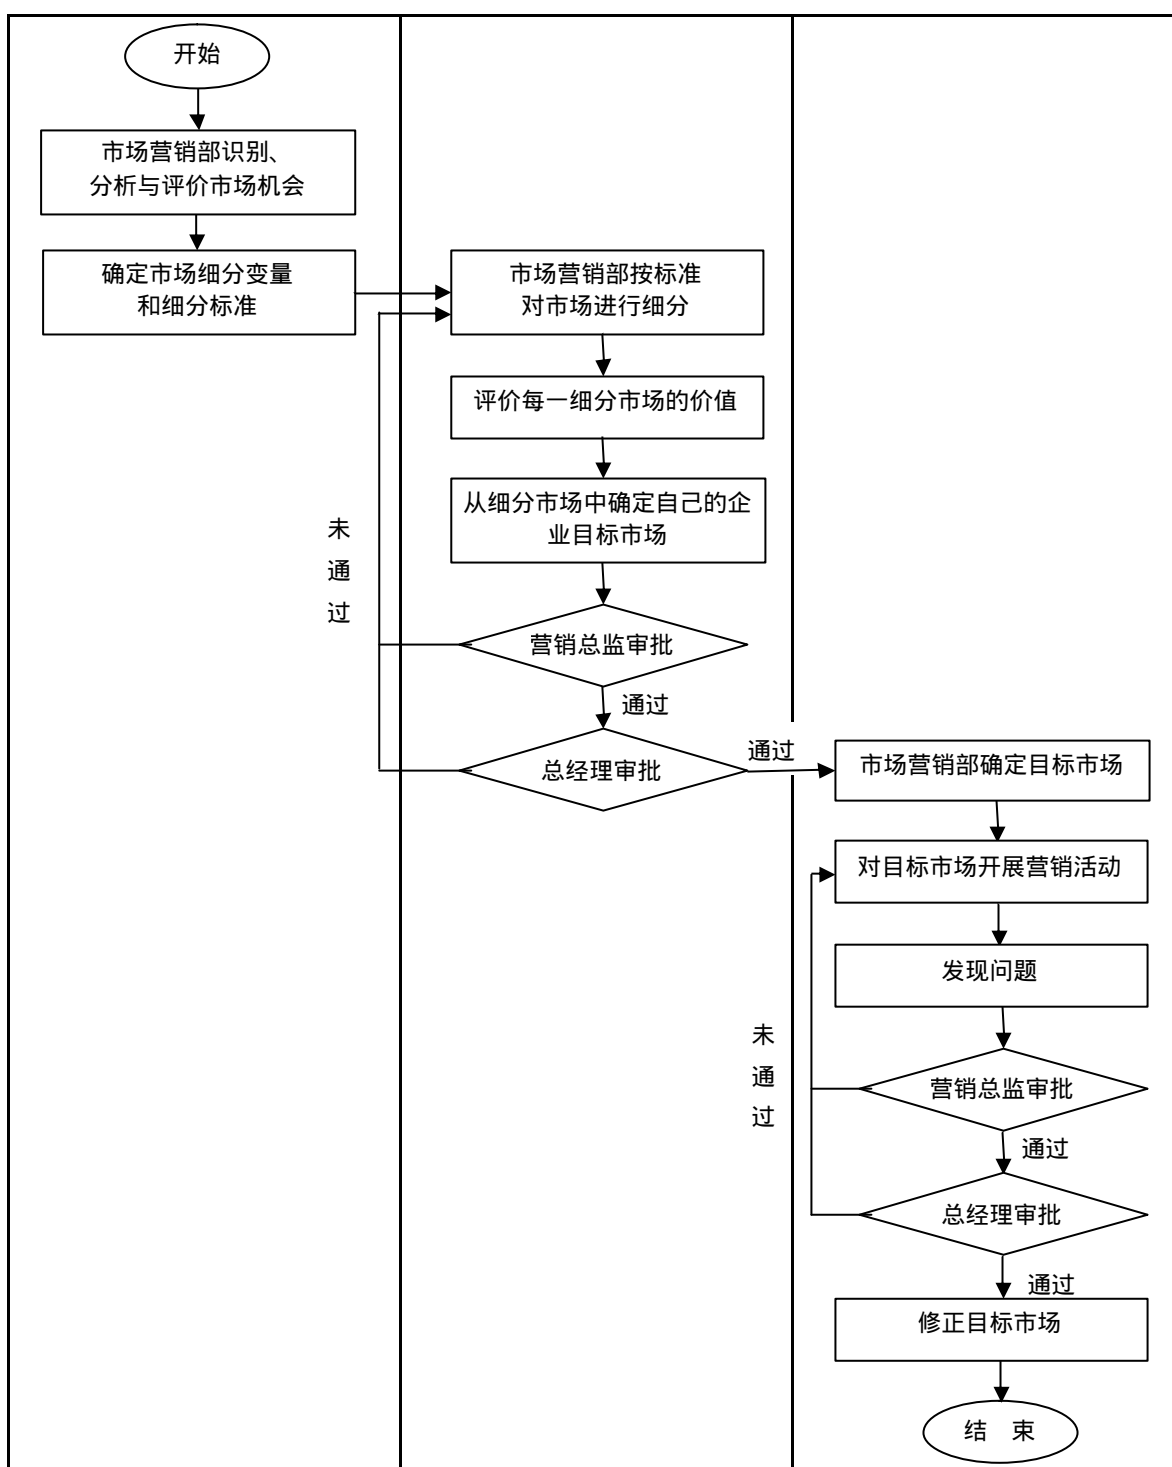 开始
市场营销部识别、
分析与评价市场机会
确定市场细分变量
和细分标准
市场营销部按标准
对市场进行细分
评价每一细分市场的价值
从细分市场中确定自己的企
业目标市场
未
通
过
营销总监审批
通过
总经理审批
通过
市场营销部确定目标市场
对目标市场开展营销活动
发现问题
未
通
过
营销总监审批
通过
总经理审批
通过
修正目标市场
结 束